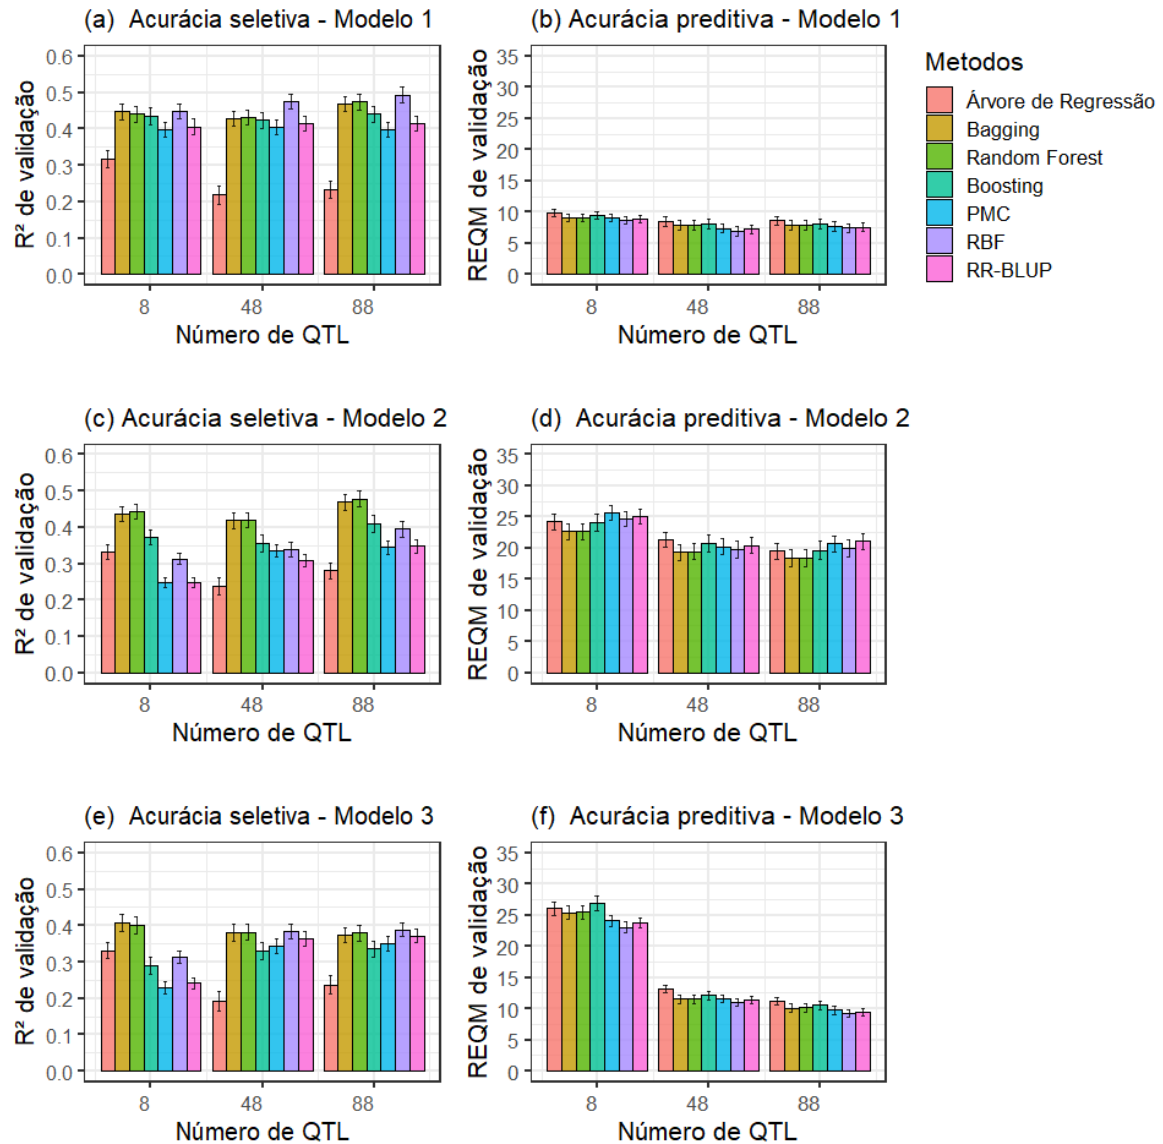 (a)  Acurácia seletiva - Modelo 1
R² de validação
0.6
0.5
0.4
0.3
0.2
0.1
0.0
8 48 88
Número de QTL
(b) Acurácia preditiva - Modelo 1
REQM de validação
35
30
25
20
15
10
5
0
8 48 88
Número de QTL
Metodos
Árvore de Regressão
Bagging
Random Forest
Boosting
PMC
RBF
RR-BLUP
(c) Acurácia seletiva - Modelo 2
R² de validação
0.6
0.5
0.4
0.3
0.2
0.1
0.0
8 48 88
Número de QTL
(d)  Acurácia preditiva - Modelo 2
REQM de validação
35
30
25
20
15
10
5
0
8 48 88
Número de QTL
(e)  Acurácia seletiva - Modelo 3
R² de validação
0.6
0.5
0.4
0.3
0.2
0.1
0.0
8 48 88
Número de QTL
(f)  Acurácia preditiva - Modelo 3
REQM de validação
35
30
25
20
15
10
5
0
8 48 88
Número de QTL